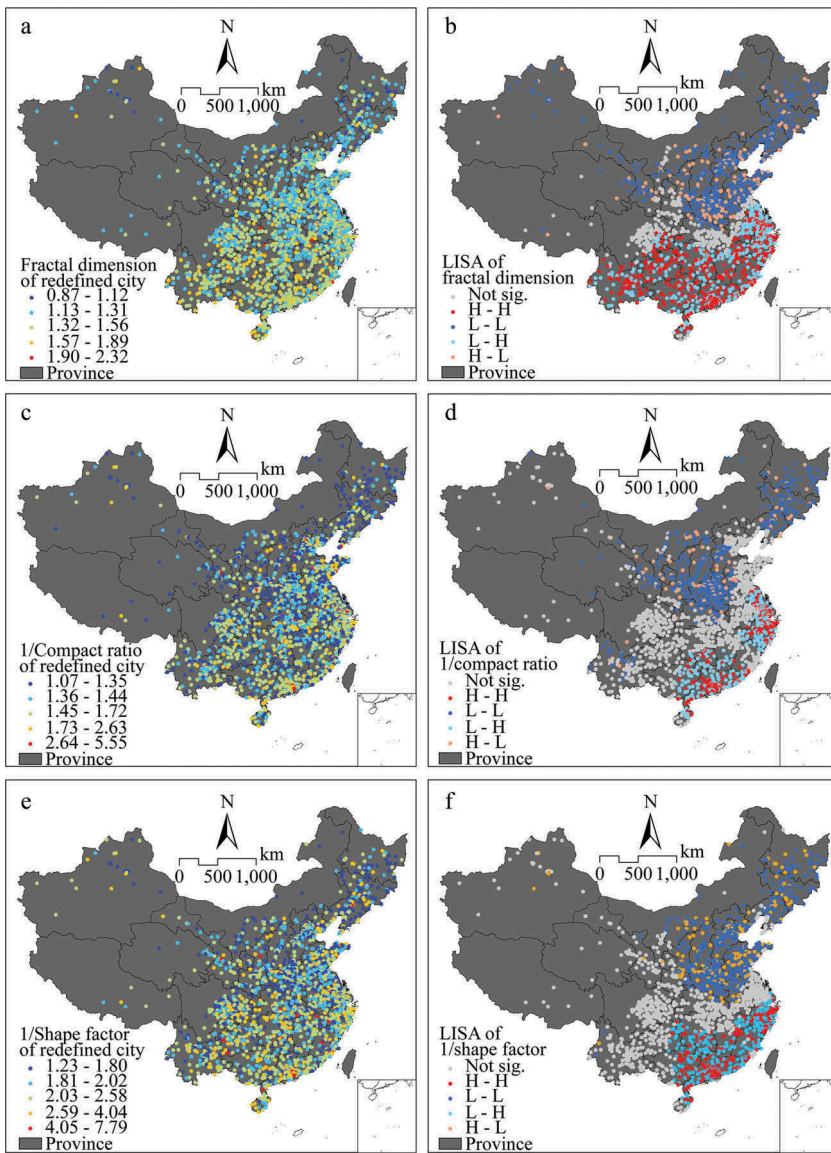 a
N
km
0 500 1,000
Fractal dimension
of redefined city
0.87 - 1.12
1.13 - 1.31
1.32 - 1.56
1.57 - 1.89
1.90 - 2.32
Province
b
N
km
0 500 1,000
LISA of
fractal dimension
Not sig.
H - H
L - L
L - H
H - L
Province
c
N
km
0 500 1,000
1/Compact ratio
of redefined city
1.07 - 1.35
1.36 - 1.44
1.45 - 1.72
1.73 - 2.63
2.64 - 5.55
Province
d
N
km
0 500 1,000
LISA of
1/compact ratio
Not sig.
H - H
L - L
L - H
H - L
Province
e
N
km
0 500 1,000
1/Shape factor
of redefined city
1.23 - 1.80
1.81 - 2.02
2.03 - 2.58
2.59 - 4.04
4.05 - 7.79
Province
f
N
km
0 500 1,000
LISA of
1/shape factor
Not sig.
H - H
L - L
L - H
H - L
Province